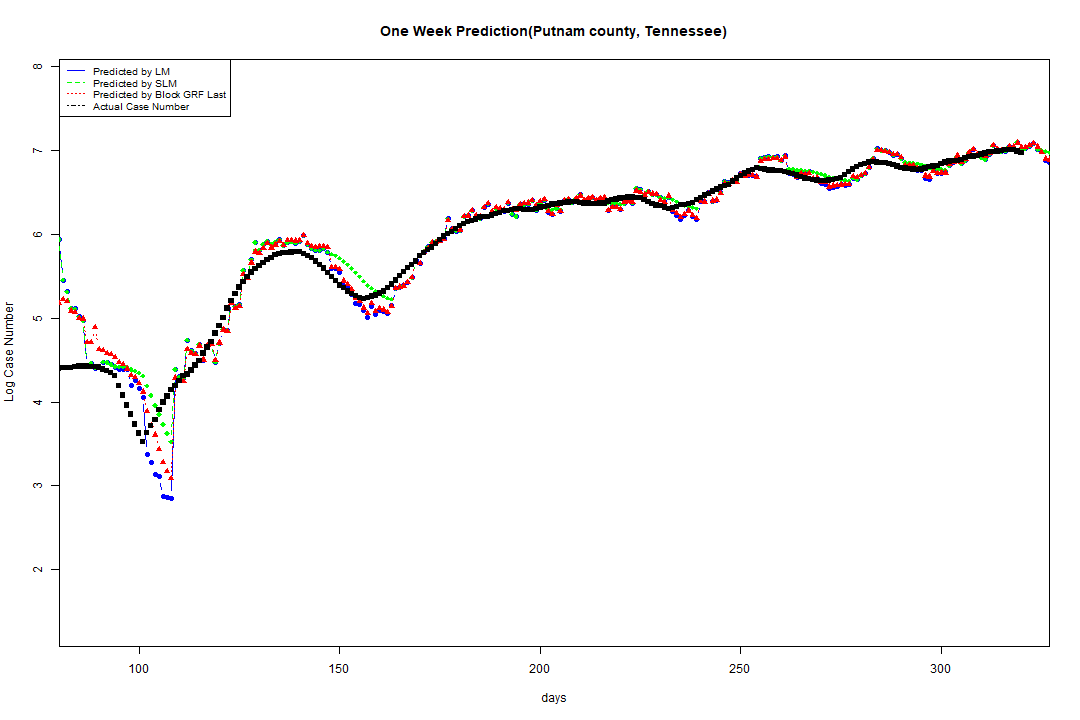 One Week Prediction(Putnam county, Tennessee)
Predicted by LM
Predicted by SLM
Predicted by Block GRF Last
Actual Case Number
8
7
6
5
4
3
2
Log Case Number
100 150 200 250 300
days